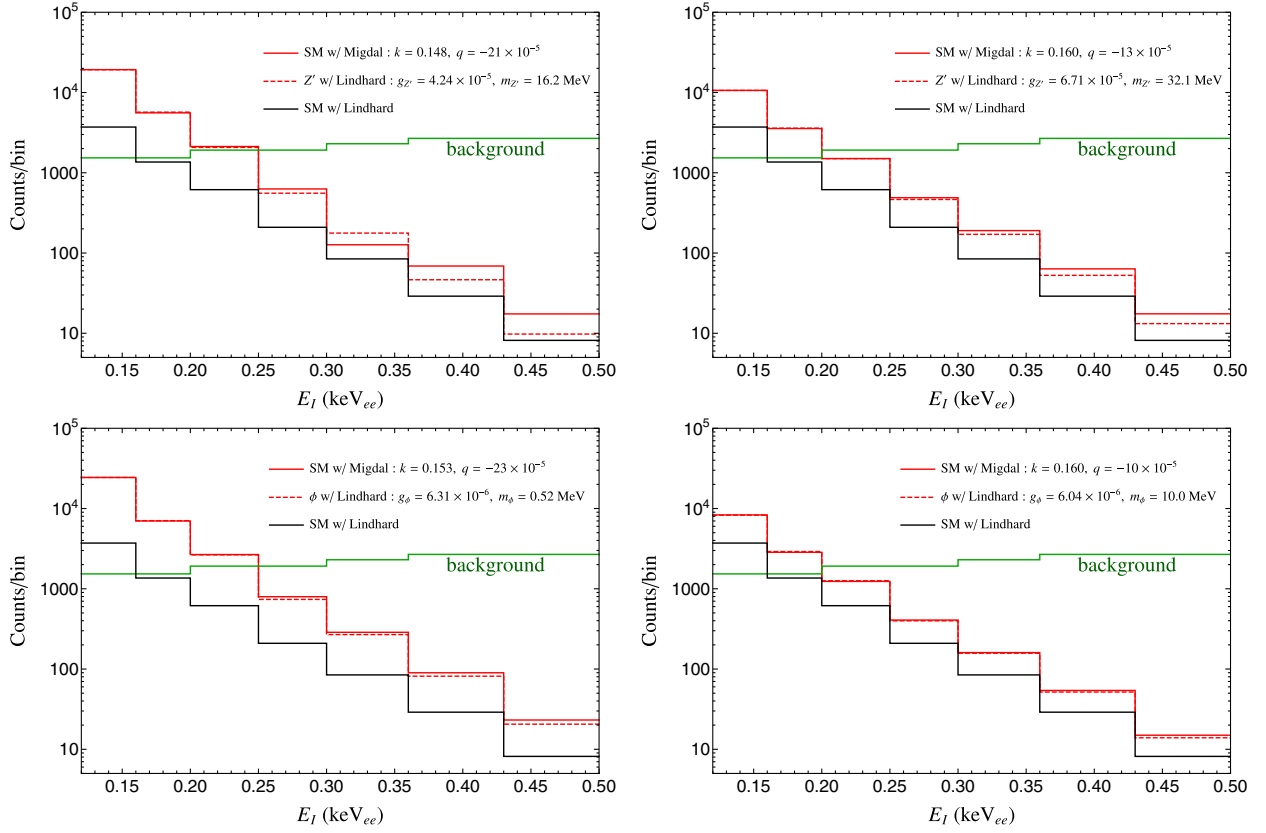 10^5
10^4
1000
100
10
Counts/bin
SM w/ Migdal : k = 0.148, q = −21 × 10^−5
Z′ w/ Lindhard : g_Z′ = 4.24 × 10^−5, m_Z′ = 16.2 MeV
SM w/ Lindhard
background
0.15 0.20 0.25 0.30 0.35 0.40 0.45 0.50
E_I (keV_ee)
10^5
10^4
1000
100
10
Counts/bin
SM w/ Migdal : k = 0.160, q = −13 × 10^−5
Z′ w/ Lindhard : g_Z′ = 6.71 × 10^−5, m_Z′ = 32.1 MeV
SM w/ Lindhard
background
0.15 0.20 0.25 0.30 0.35 0.40 0.45 0.50
E_I (keV_ee)
10^5
10^4
1000
100
10
Counts/bin
SM w/ Migdal : k = 0.153, q = −23 × 10^−5
ϕ w/ Lindhard : g_ϕ = 6.31 × 10^−6, m_ϕ = 0.52 MeV
SM w/ Lindhard
background
0.15 0.20 0.25 0.30 0.35 0.40 0.45 0.50
E_I (keV_ee)
10^5
10^4
1000
100
10
Counts/bin
SM w/ Migdal : k = 0.160, q = −10 × 10^−5
ϕ w/ Lindhard : g_ϕ = 6.04 × 10^−6, m_ϕ = 10.0 MeV
SM w/ Lindhard
background
0.15 0.20 0.25 0.30 0.35 0.40 0.45 0.50
E_I (keV_ee)